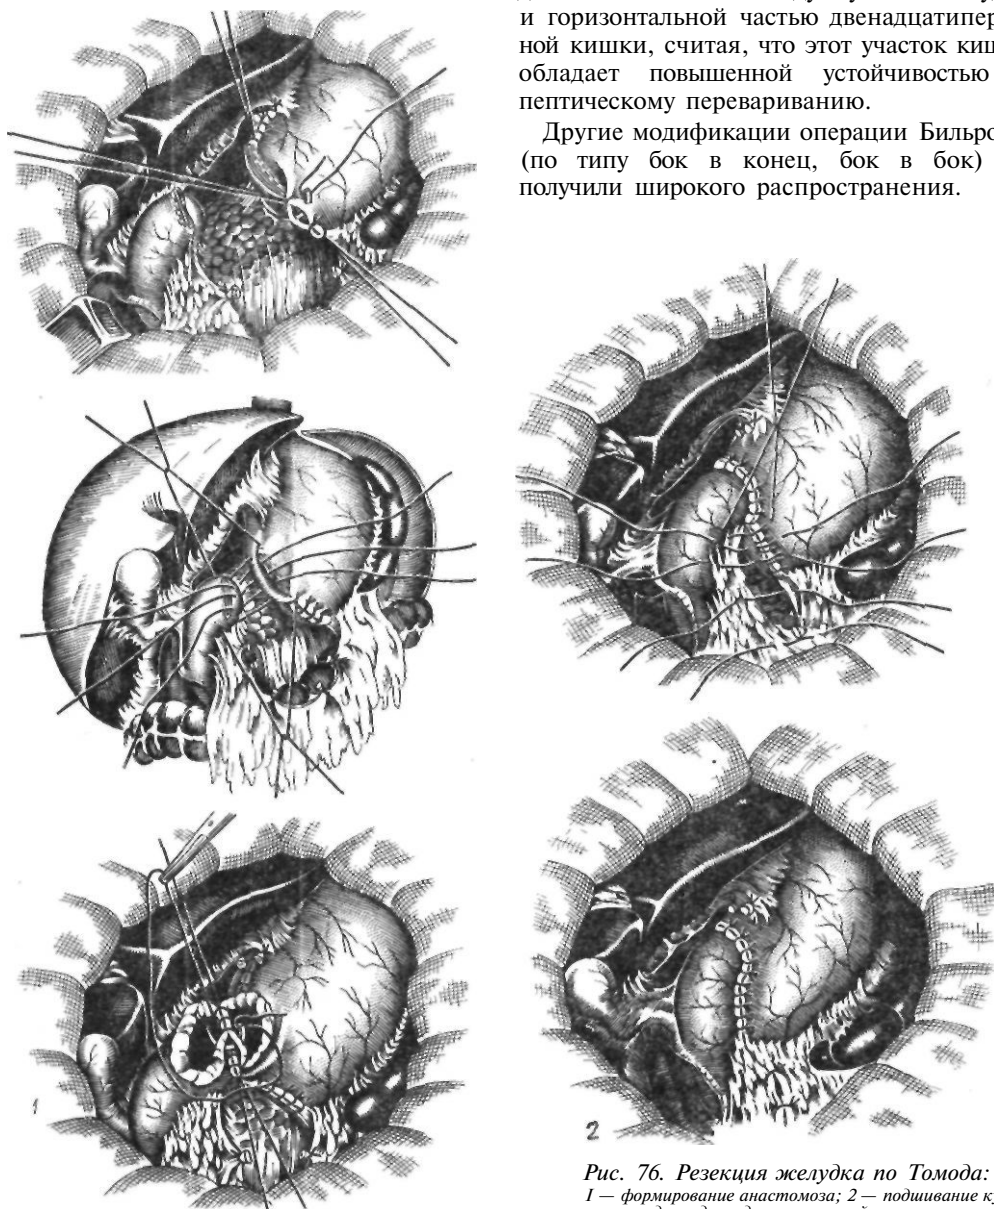 и горизонтальной частью двенадцатипер
ной кишки, считая, что этот участок киш
обладает повышенной устойчивостью
пептическому перевариванию.
Другие модификации операции Бильро
(по типу бок в конец, бок в бок)
получили широкого распространения.
1
2
Рис. 76. Резекция желудка по Томода:
1 — формирование анастомоза; 2 — подшивание ку